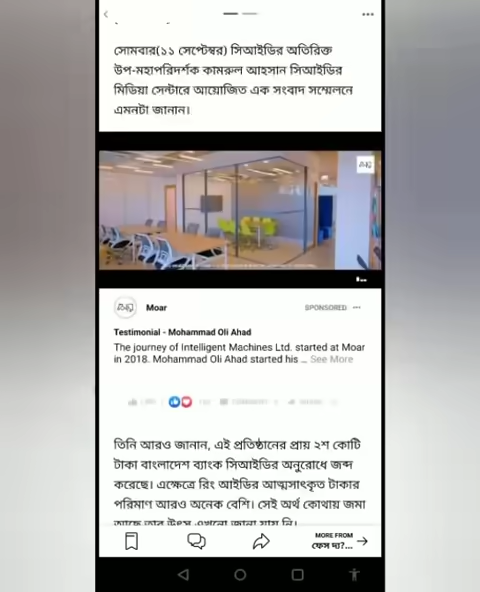 সোমবার(১১ সেপ্টেম্বর) সিআইডির অতিরিক্ত
উপ-মহাপরিদর্শক কামরুল আহসান সিআইডির
মিডিয়া সেন্টারে আয়োজিত এক সংবাদ সম্মেলনে
এমনটা জানান।
Moar
SPONSORED
Testimonial - Mohammad Oli Ahad
The journey of Intelligent Machines Ltd. started at Moar
in 2018. Mohammad Oli Ahad started his ... See More
তিনি আরও জানান, এই প্রতিষ্ঠানের প্রায় ২শ কোটি
টাকা বাংলাদেশ ব্যাংক সিআইডির অনুরোধে জব্দ
করেছে। এক্ষেত্রে রিং আইডির আত্মসাৎকৃত টাকার
পরিমাণ আরও অনেক বেশি। সেই অর্থ কোথায় জমা
আছে তার উৎস এখনো জানা যায় নি।
MORE FROM
ফেস দ্য?...